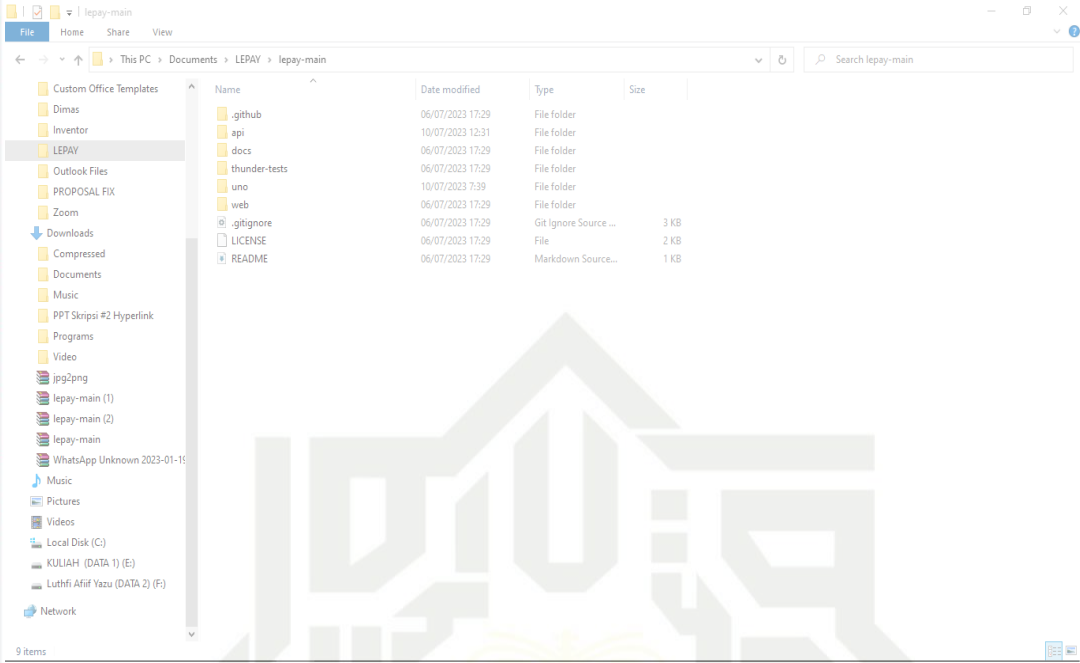 lepay-main
File Home Share View
This PC Documents LEPAY lepay-main
Search lepay-main
Custom Office Templates
Dimas
Inventor
LEPAY
Outlook Files
PROPOSAL FIX
Zoom
Downloads
Compressed
Documents
Music
PPT Skripsi #2 Hyperlink
Programs
Video
jpg2png
lepay-main (1)
lepay-main (2)
lepay-main
WhatsApp Unknown 2023-01-19
Music
Pictures
Videos
Local Disk (C:)
KULIAH (DATA 1) (E:)
Luthfi Afiif Yazu (DATA 2) (F:)
Network
Name Date modified Type Size
.github 06/07/2023 17:29 File folder
api 10/07/2023 12:31 File folder
docs 06/07/2023 17:29 File folder
thunder-tests 06/07/2023 17:29 File folder
uno 10/07/2023 7:39 File folder
web 06/07/2023 17:29 File folder
.gitignore 06/07/2023 17:29 Git Ignore Source ... 3 KB
LICENSE 06/07/2023 17:29 File 2 KB
README 06/07/2023 17:29 Markdown Source... 1 KB
9 items